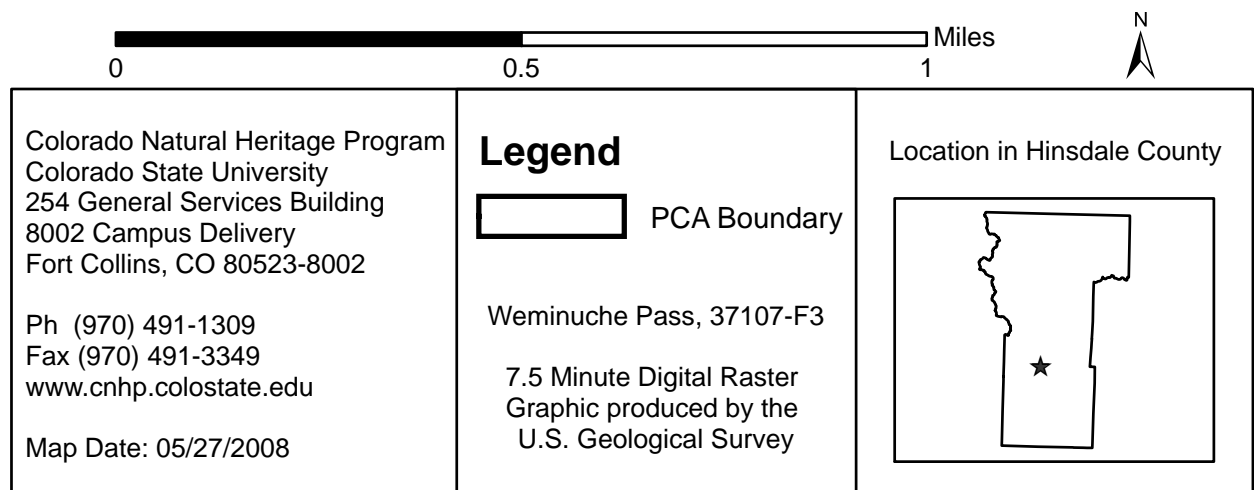 Miles
N
0 0.5 1
Colorado Natural Heritage Program
Colorado State University
254 General Services Building
8002 Campus Delivery
Fort Collins, CO 80523-8002
Ph (970) 491-1309
Fax (970) 491-3349
www.cnhp.colostate.edu
Map Date: 05/27/2008
Legend
PCA Boundary
Weminuche Pass, 37107-F3
7.5 Minute Digital Raster
Graphic produced by the
U.S. Geological Survey
Location in Hinsdale County